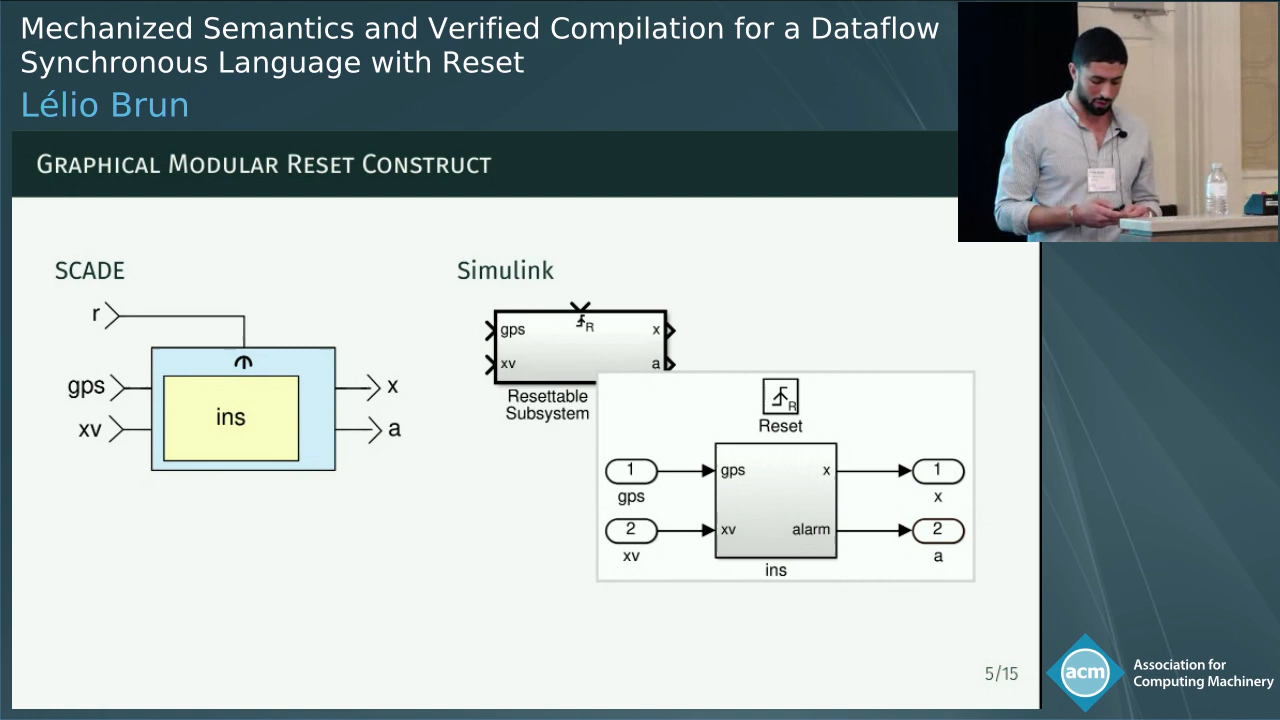 Mechanized Semantics and Verified Compilation for a Dataflow
Synchronous Language with Reset
Lélio Brun
Graphical Modular Reset Construct
SCADE
r
gps
xv
ins
x
a
Simulink
gps
xv
R
x
a
Resettable
Subsystem
R
Reset
1
gps
2
xv
gps
xv
x
alarm
ins
1
x
2
a
5/15
acm
Association for
Computing Machinery